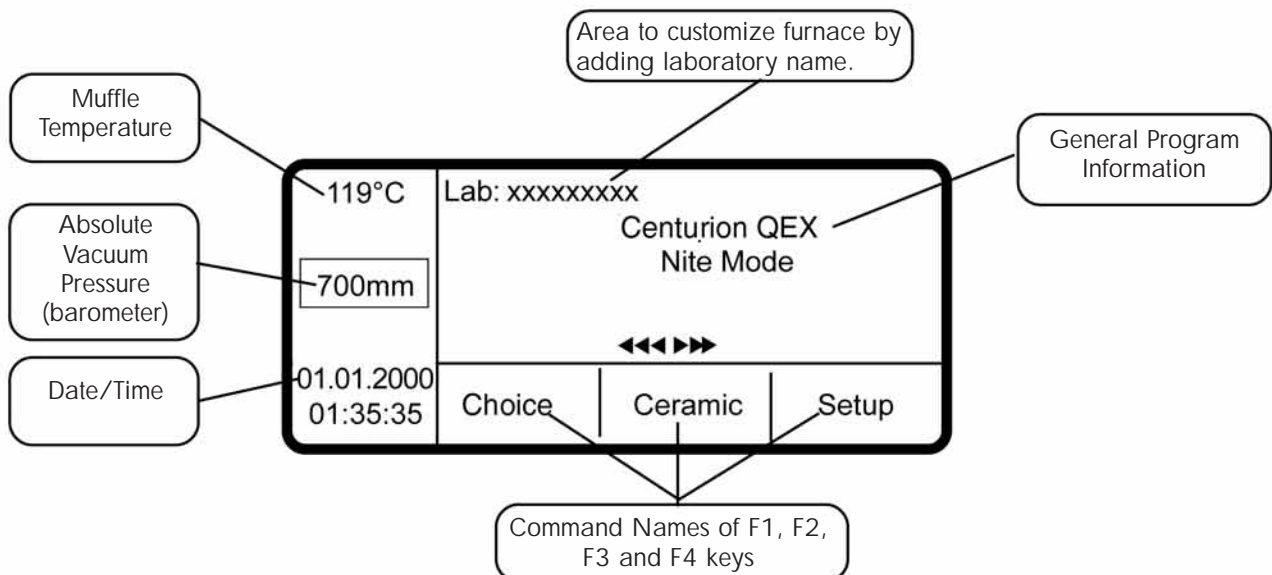 Area to customize furnace by
adding laboratory name.
Muffle
Temperature
General Program
Information
119°C
Lab: xxxxxxxxx
Centurion QEX
Nite Mode
Absolute
Vacuum
Pressure
(barometer)
700mm
Date/Time
01.01.2000
01:35:35
Choice
Ceramic
Setup
Command Names of F1, F2,
F3 and F4 keys